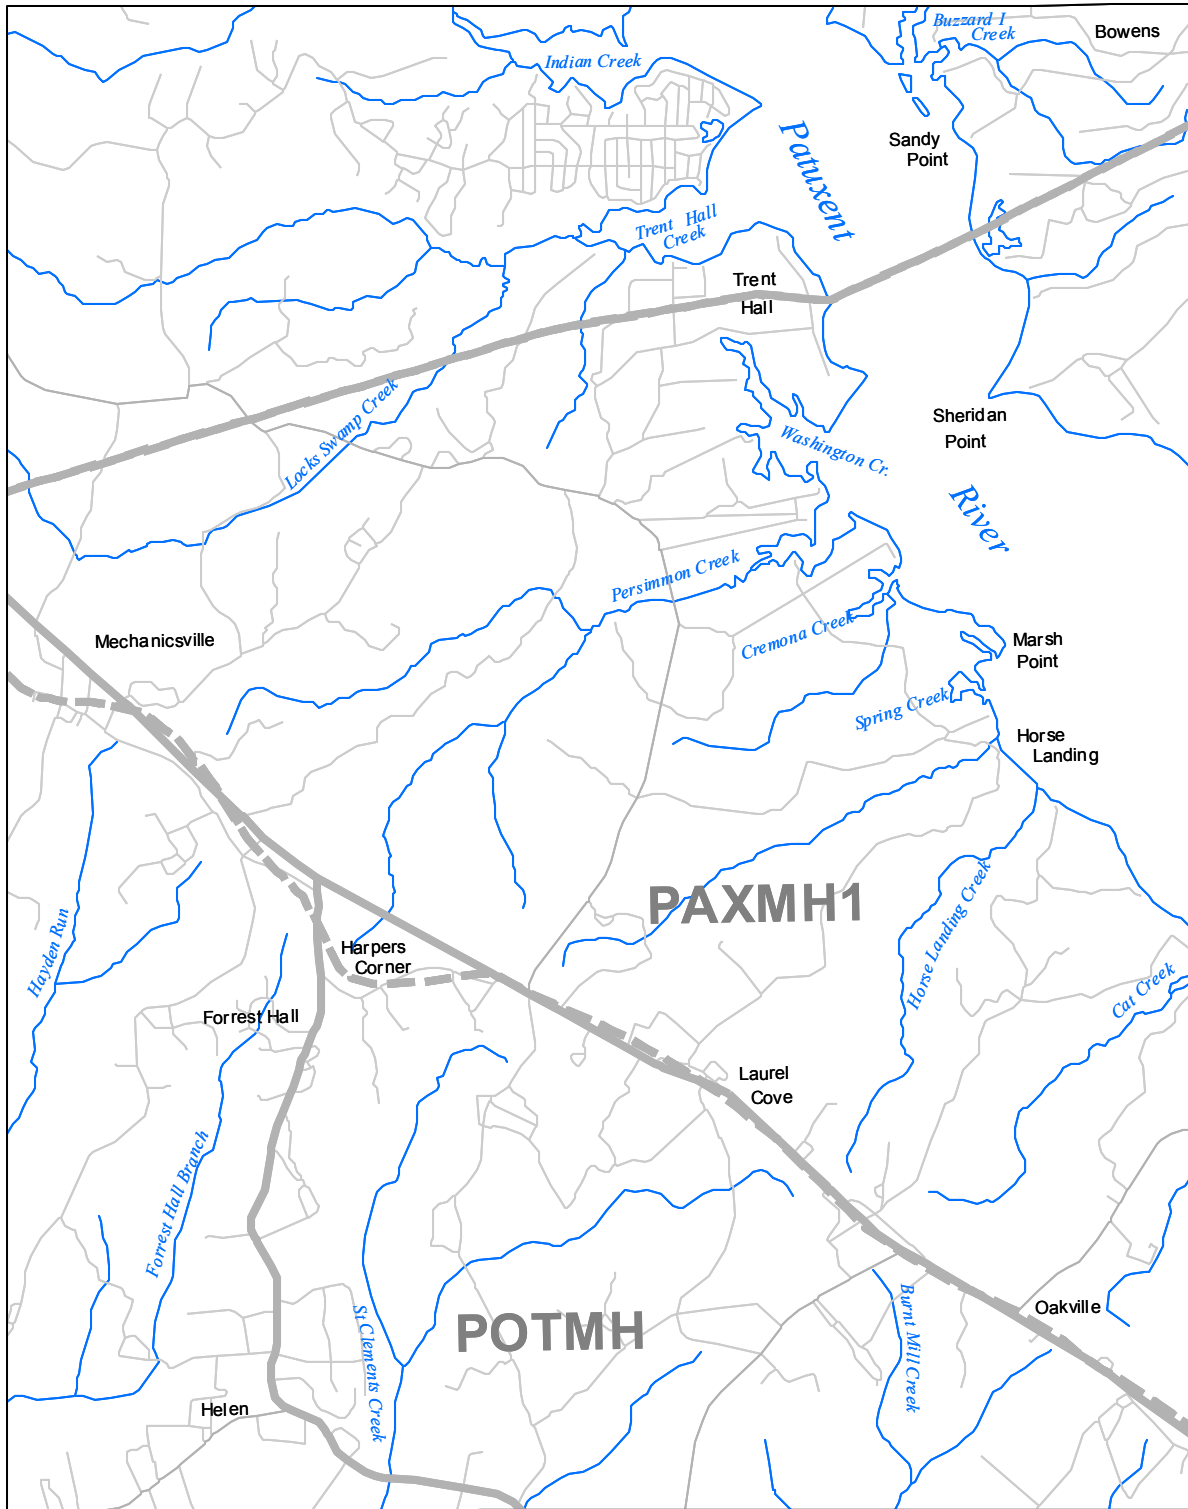 Buzzard I
Creek
Bowens
Indian Creek
Sandy
Point
Patuxent
Trent Hall
Creek
Trent
Hall
Locks Swamp Creek
Sheridan
Point
Washington Cr.
River
Persimmon Creek
Cremona Creek
Mechanicsville
Marsh
Point
Spring Creek
Horse
Landing
PAXMH1
Horse Landing Creek
Hayden Run
Harpers
Corner
Cat Creek
Forrest Hall
Laurel
Cove
Forrest Hall Branch
St Clements Creek
POTMH
Burnt Mill Creek
Oakville
Helen